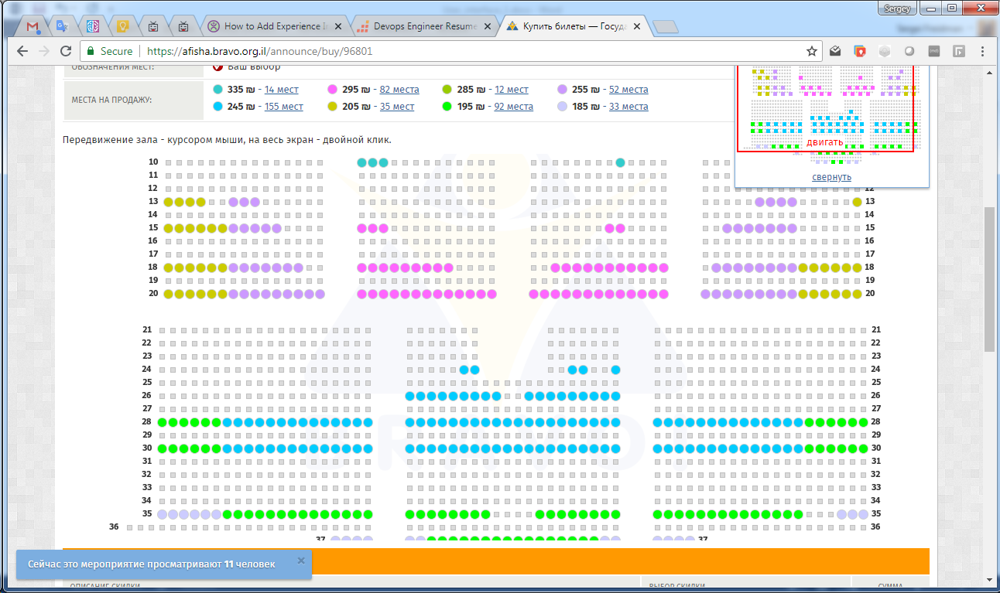 Sergey
How to Add Experience
Devops Engineer Resume
Купить билеты — Госуда
Secure
https://afisha.bravo.org.il/announce/buy/96801
ОБОЗНАЧЕНИЯ МЕСТ:
Ваш выбор
МЕСТА НА ПРОДАЖУ:
335 ₪ - 14 мест
295 ₪ - 82 места
285 ₪ - 12 мест
255 ₪ - 52 места
245 ₪ - 155 мест
205 ₪ - 35 мест
195 ₪ - 92 места
185 ₪ - 33 места
двигать
свернуть
Передвижение зала - курсором мыши, на весь экран - двойной клик.
10
11
12 12
13 13
14 14
15 15
16 16
17 17
18 18
19 19
20 20
21 21
22 22
23 23
24 24
25 25
26 26
27 27
28 28
29 29
30 30
31 31
32 32
33 33
34 34
35 35
36 36
37 37
BRAVO!
Сейчас это мероприятие просматривают 11 человек
ОПИСАНИЕ СКИДКИ
ВЫБОР СКИДКИ
СУММА